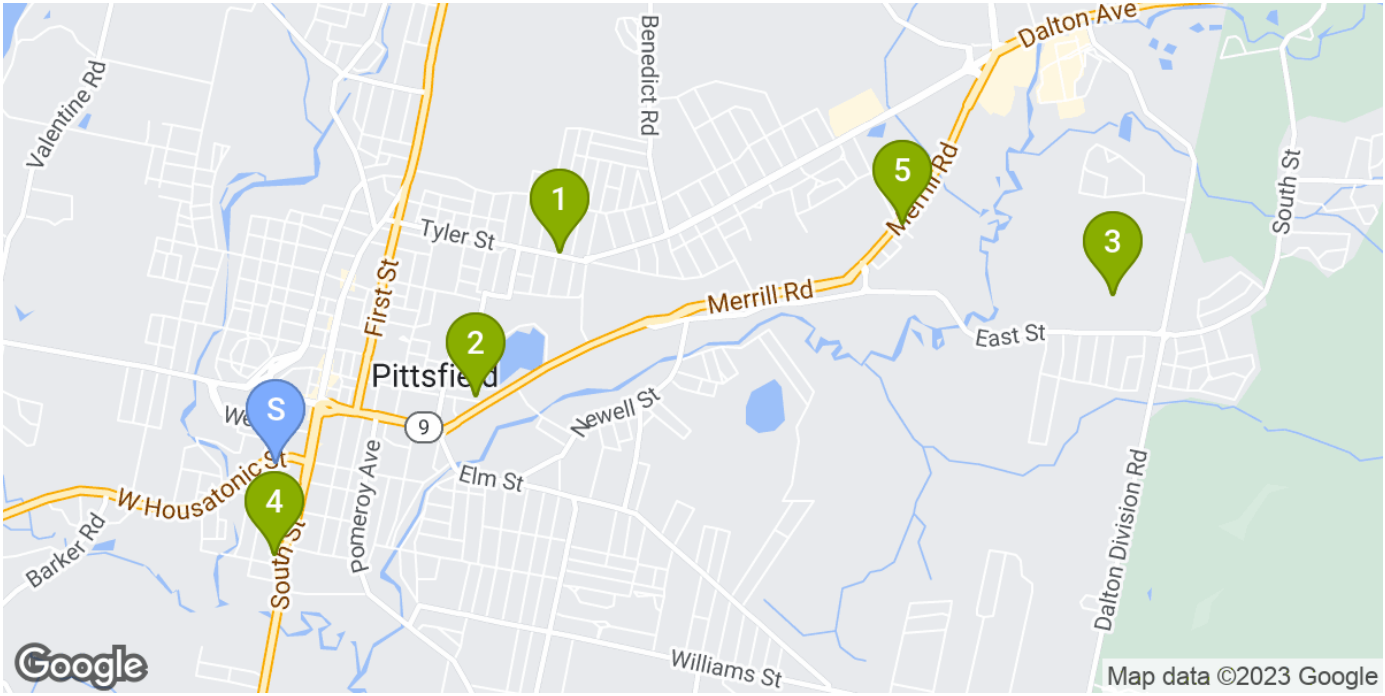 Dalton Ave
Benedict Rd
Valentine Rd
Merrill Rd
5
South St
1
Tyler St
3
First St
Merrill Rd
East St
2
Pittsfield
Newell St
S
We
9
W Housatonic St
Elm St
Pomeroy Ave
4
Barker Rd
South St
Dalton Division Rd
Williams St
Google
Map data ©2023 Google